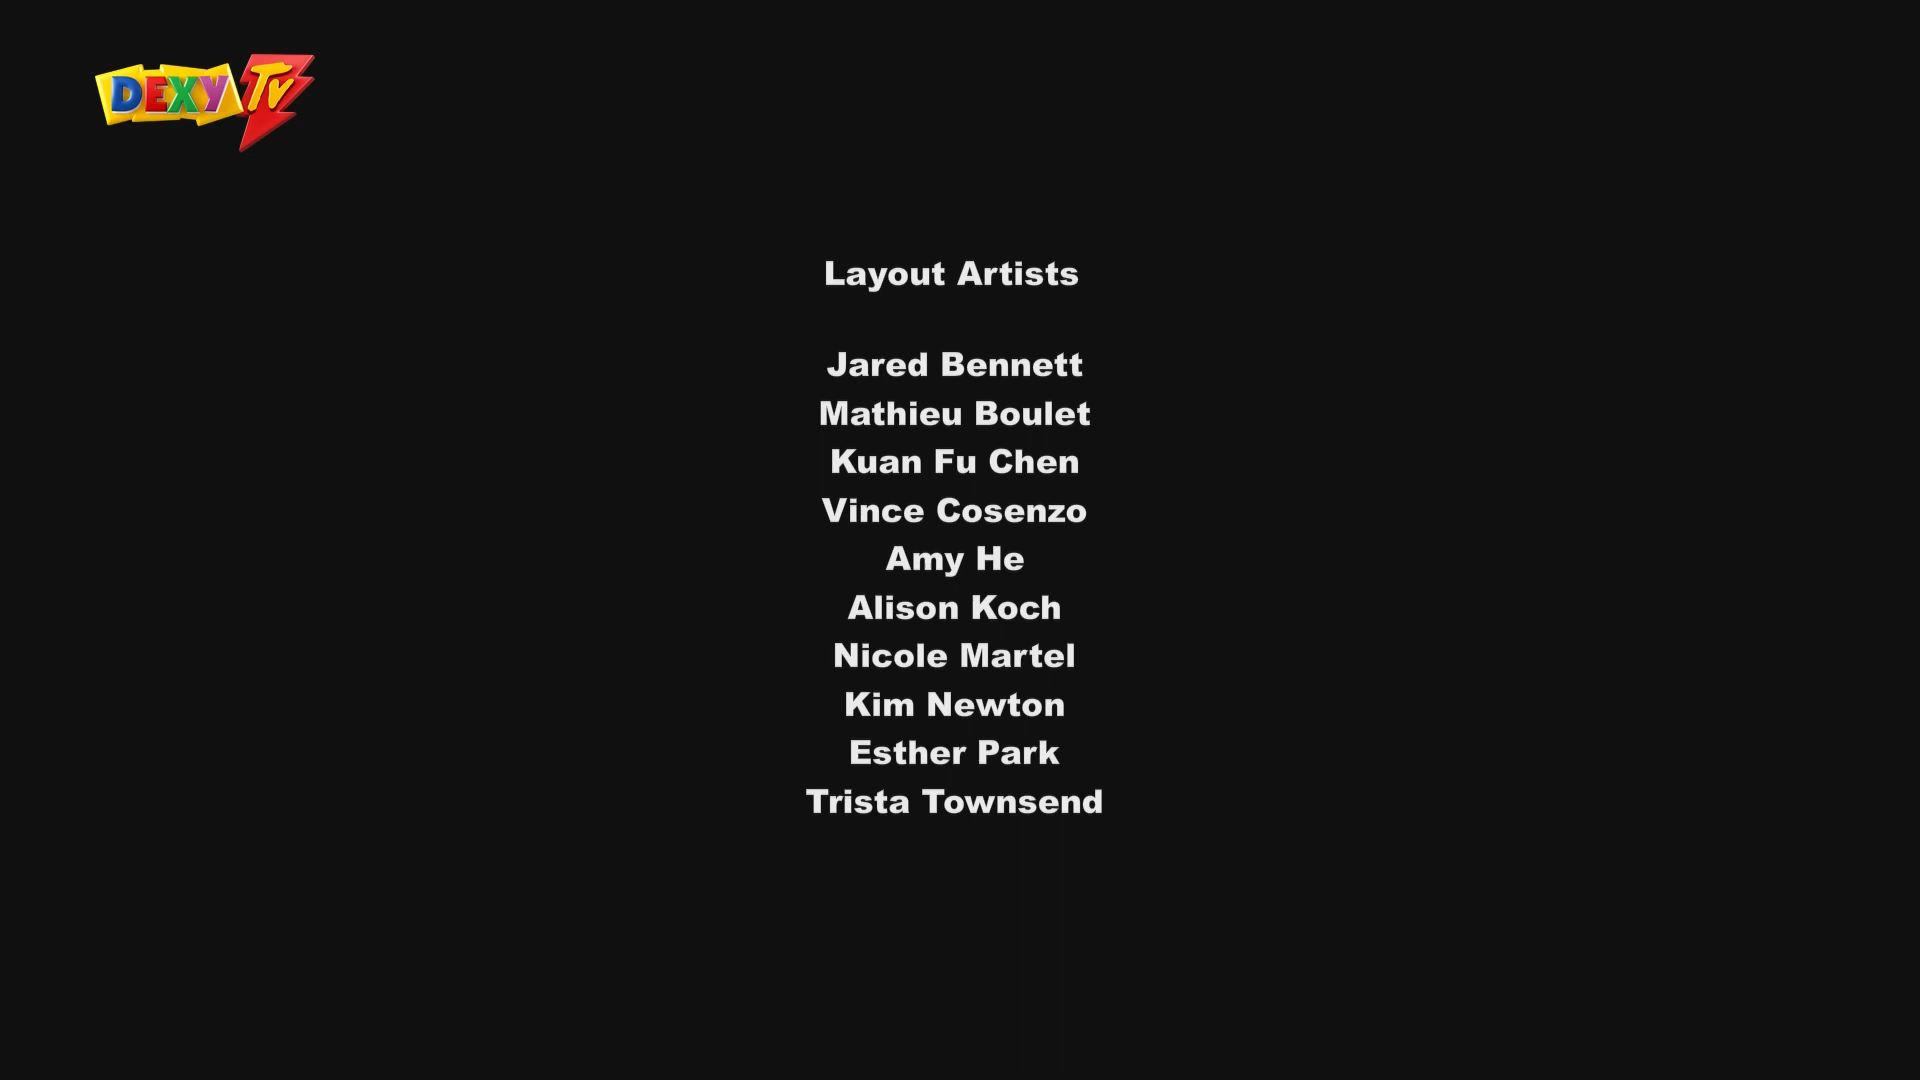 DEXY TV
Layout Artists
Jared Bennett
Mathieu Boulet
Kuan Fu Chen
Vince Cosenzo
Amy He
Alison Koch
Nicole Martel
Kim Newton
Esther Park
Trista Townsend